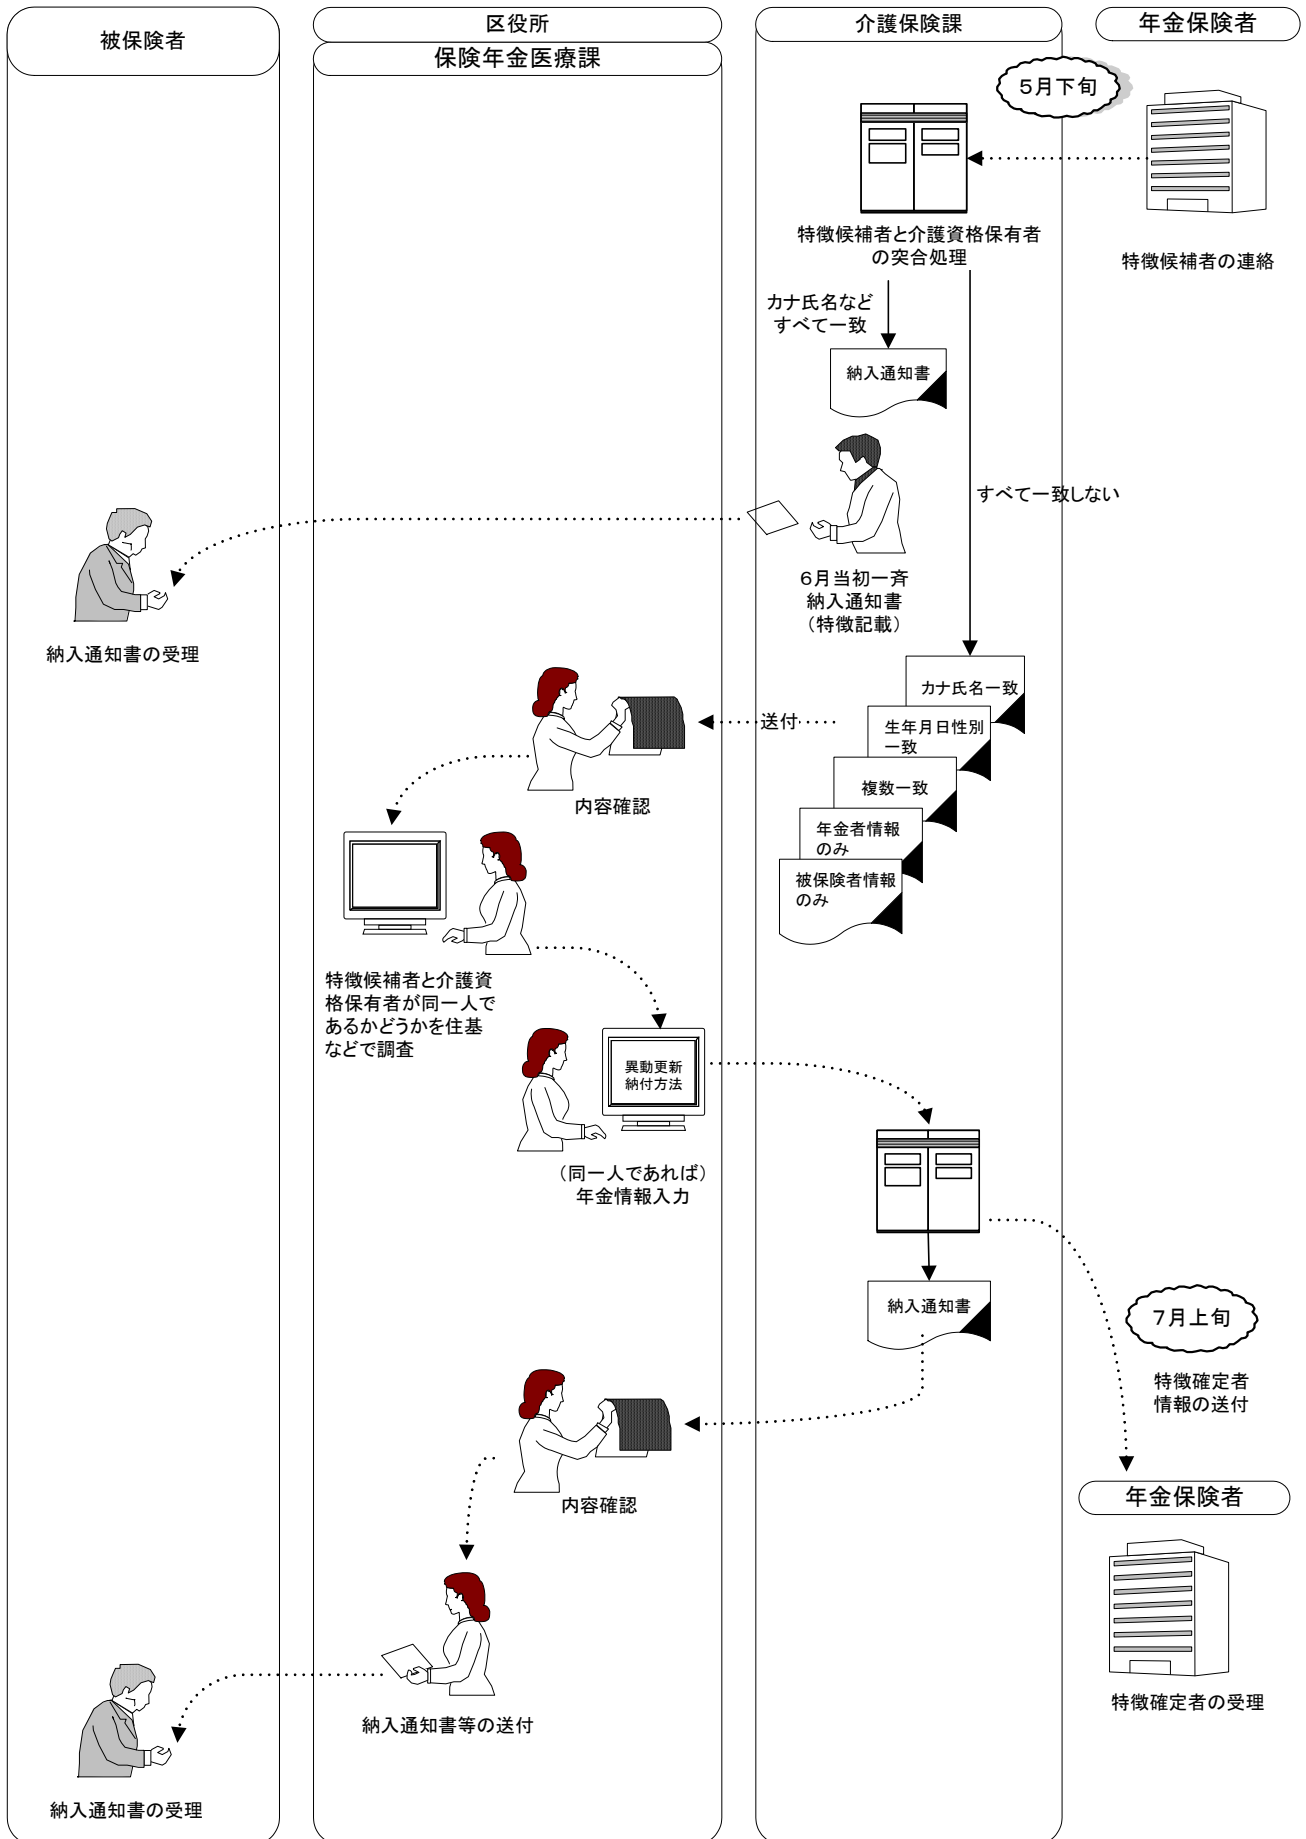 被保険者
区役所
保険年金医療課
介護保険課
年金保険者
5月下旬
特徴候補者と介護資格保有者
の突合処理
特徴候補者の連絡
カナ氏名など
すべて一致
納入通知書
すべて一致しない
6月当初一斉
納入通知書
(特徴記載)
納入通知書の受理
カナ氏名一致
生年月日性別
一致
複数一致
年金者情報
のみ
被保険者情報
のみ
送付
内容確認
特徴候補者と介護資
格保有者が同一人で
あるかどうかを住基
などで調査
異動更新
納付方法
(同一人であれば)
年金情報入力
納入通知書
7月上旬
特徴確定者
情報の送付
内容確認
年金保険者
特徴確定者の受理
納入通知書等の送付
納入通知書の受理